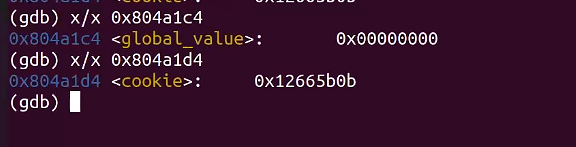 (gdb) x/x 0x804a1c4
0x804a1c4 <global_value>:	0x00000000
(gdb) x/x 0x804a1d4
0x804a1d4 <cookie>:	0x12665b0b
(gdb)